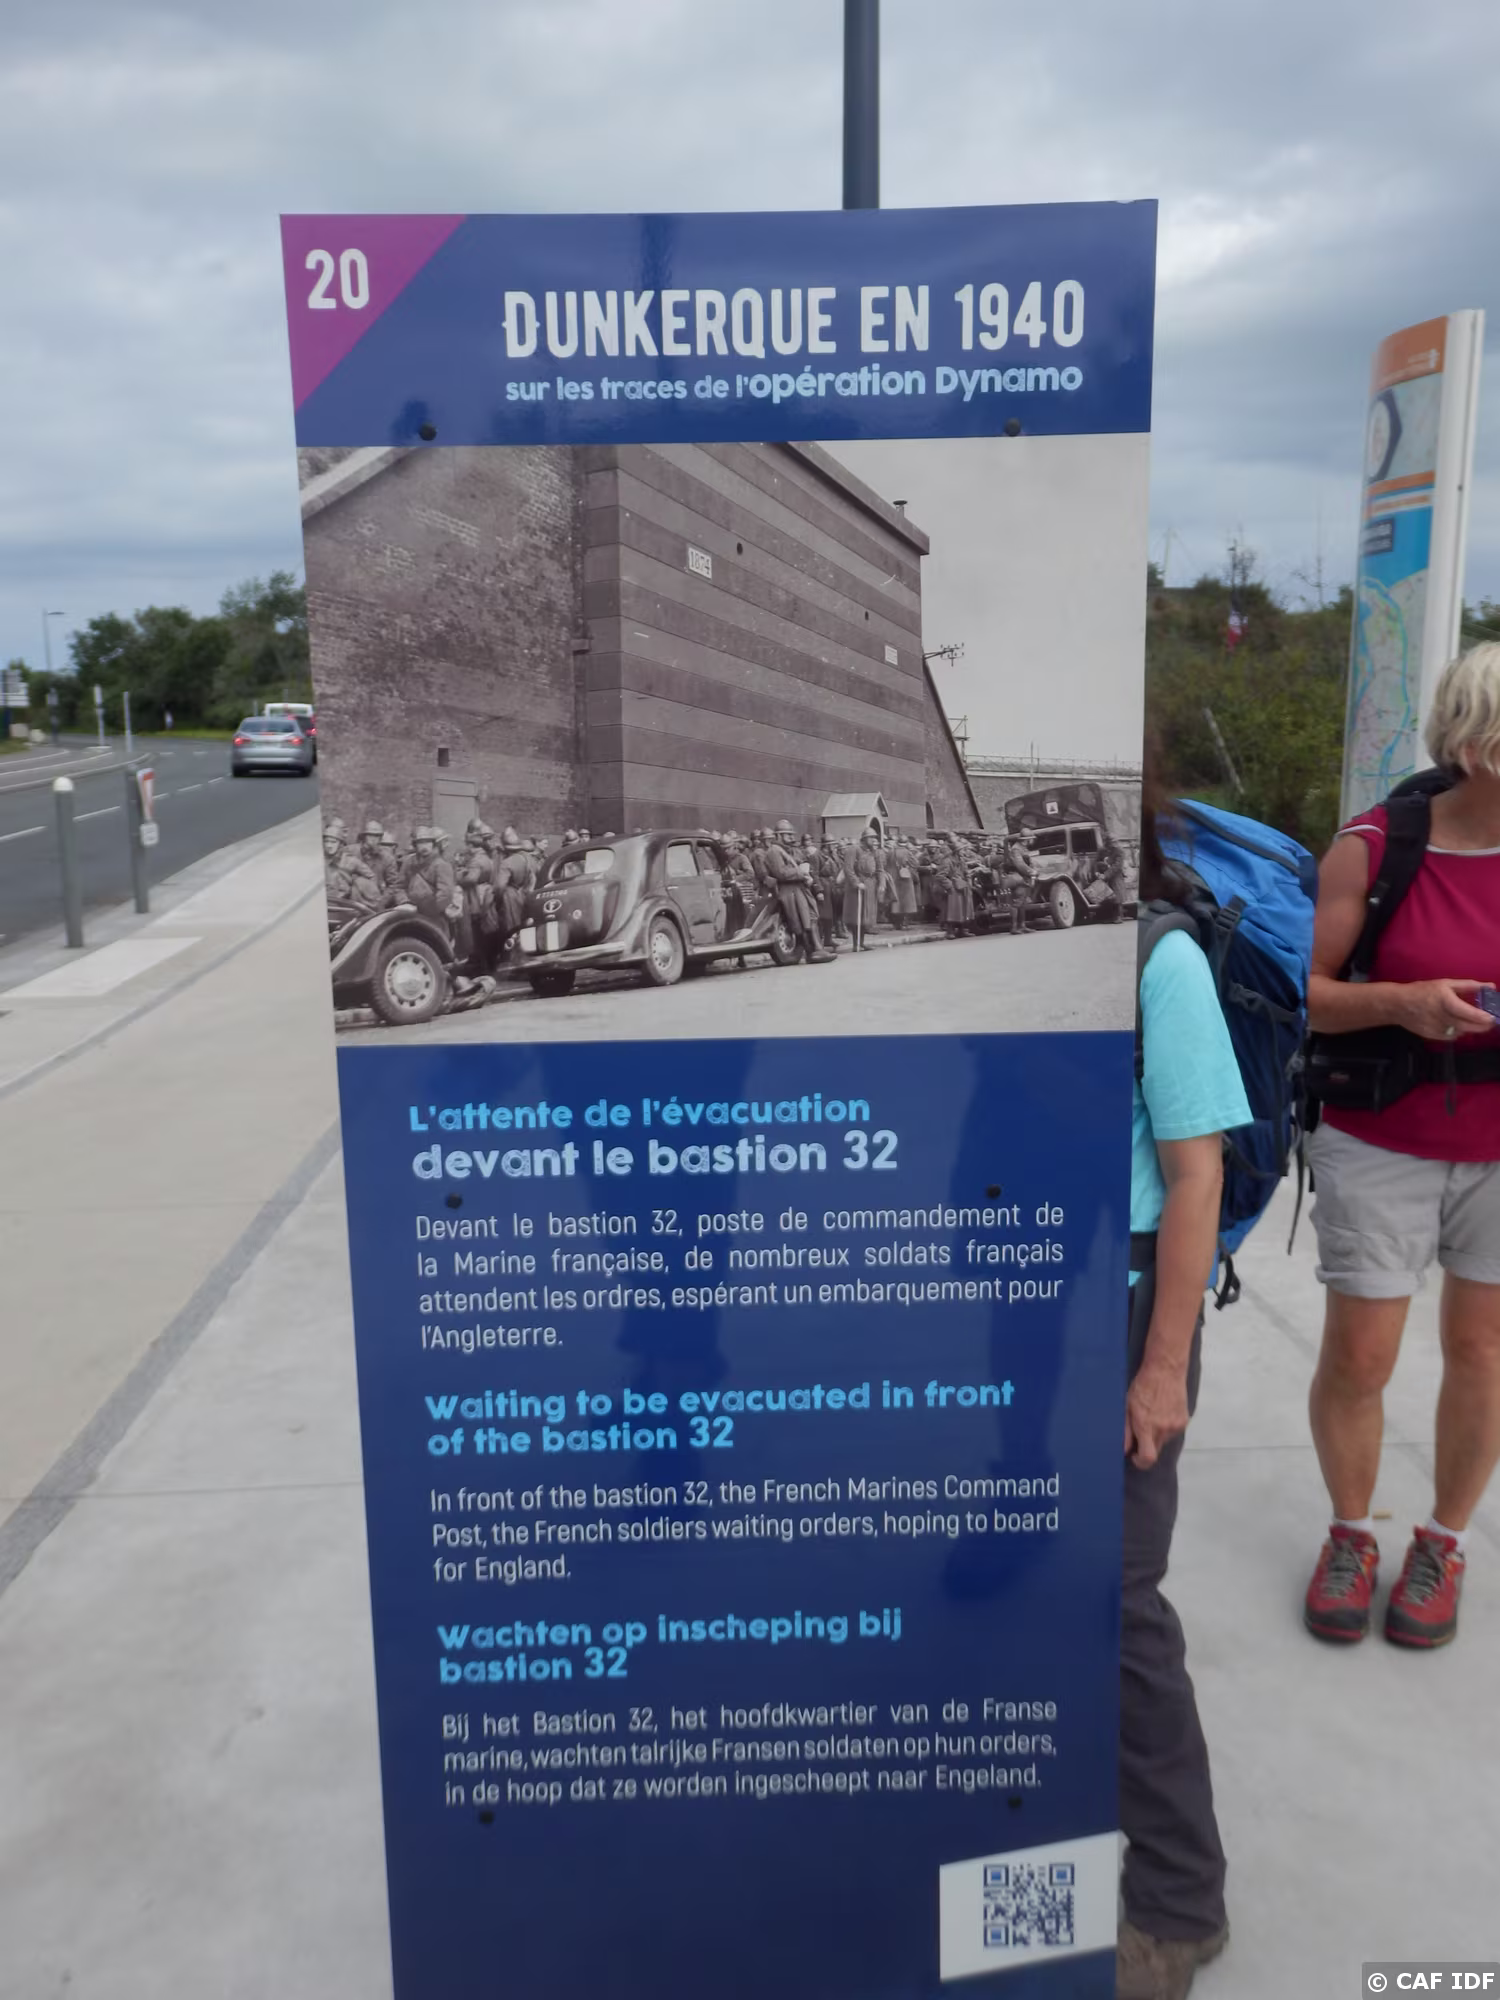 20
DUNKERQUE EN 1940
sur les traces de l'opération Dynamo
1874
L'attente de l'évacuation
devant le bastion 32
Devant le bastion 32, poste de commandement de
la Marine française, de nombreux soldats français
attendent les ordres, espérant un embarquement pour
l'Angleterre.
Waiting to be evacuated in front
of the bastion 32
In front of the bastion 32, the French Marines Command
Post, the French soldiers waiting orders, hoping to board
for England.
Wachten op inscheping bij
bastion 32
Bij het Bastion 32, het hoofdkwartier van de Franse
marine, wachten talrijke Fransen soldaten op hun orders,
in de hoop dat ze worden ingescheept naar Engeland.
© CAF IDF